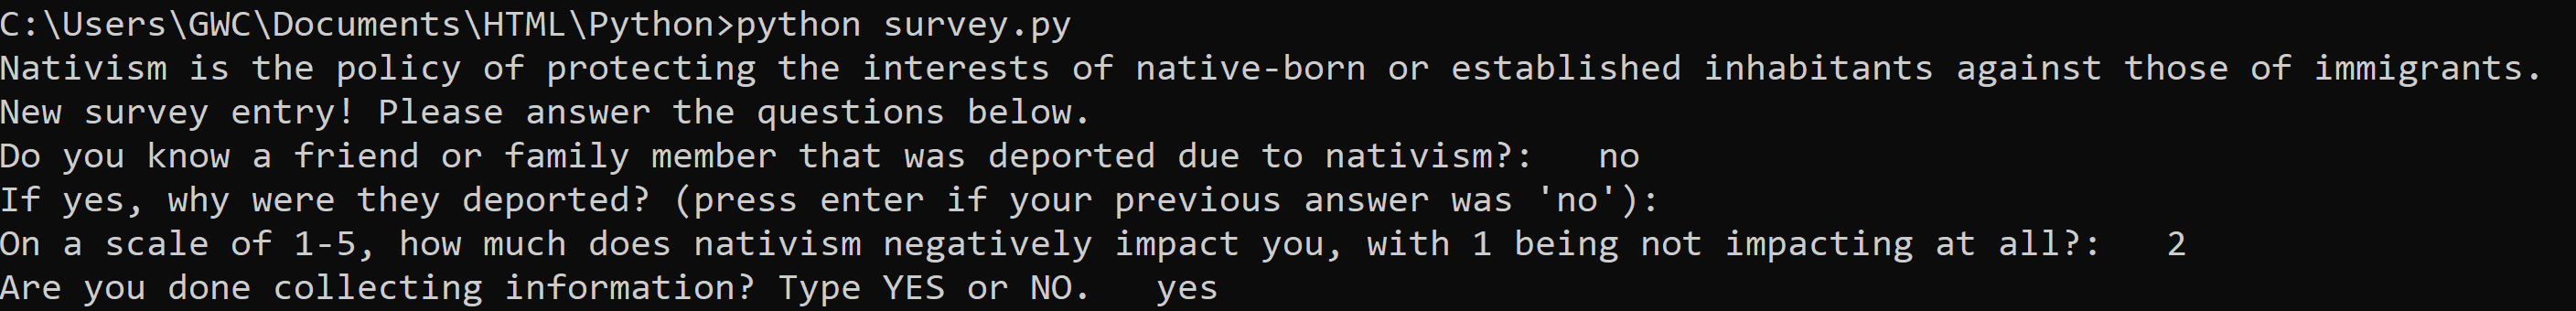 C:\Users\GWC\Documents\HTML\Python>python survey.py
Nativism is the policy of protecting the interests of native-born or established inhabitants against those of immigrants.
New survey entry! Please answer the questions below.
Do you know a friend or family member that was deported due to nativism?:   no
If yes, why were they deported? (press enter if your previous answer was 'no'):
On a scale of 1-5, how much does nativism negatively impact you, with 1 being not impacting at all?:   2
Are you done collecting information? Type YES or NO.   yes